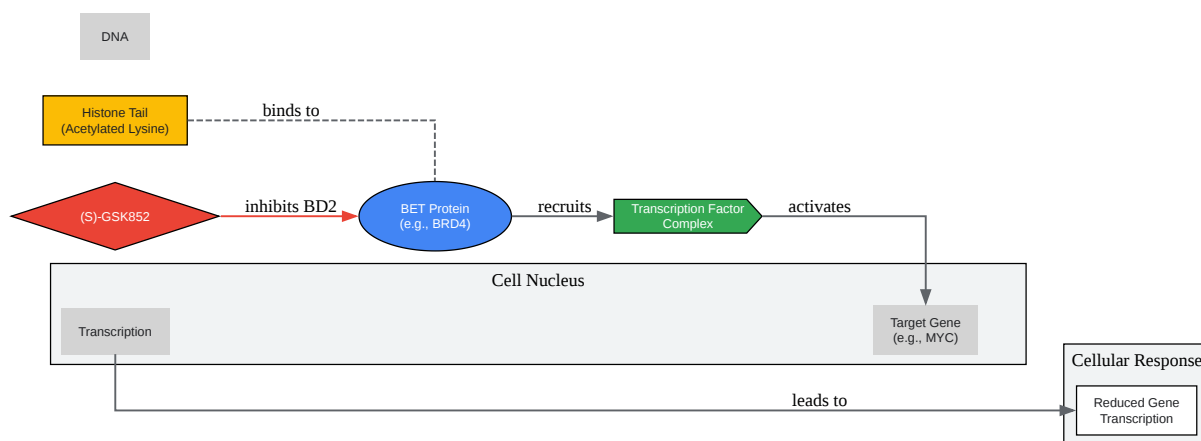 DNA
Histone Tail
(Acetylated Lysine)
binds to
(S)-GSK852
inhibits BD2
BET Protein
(e.g., BRD4)
recruits
Transcription Factor
Complex
activates
Cell Nucleus
Transcription
Target Gene
(e.g., MYC)
leads to
Cellular Response
Reduced Gene
Transcription